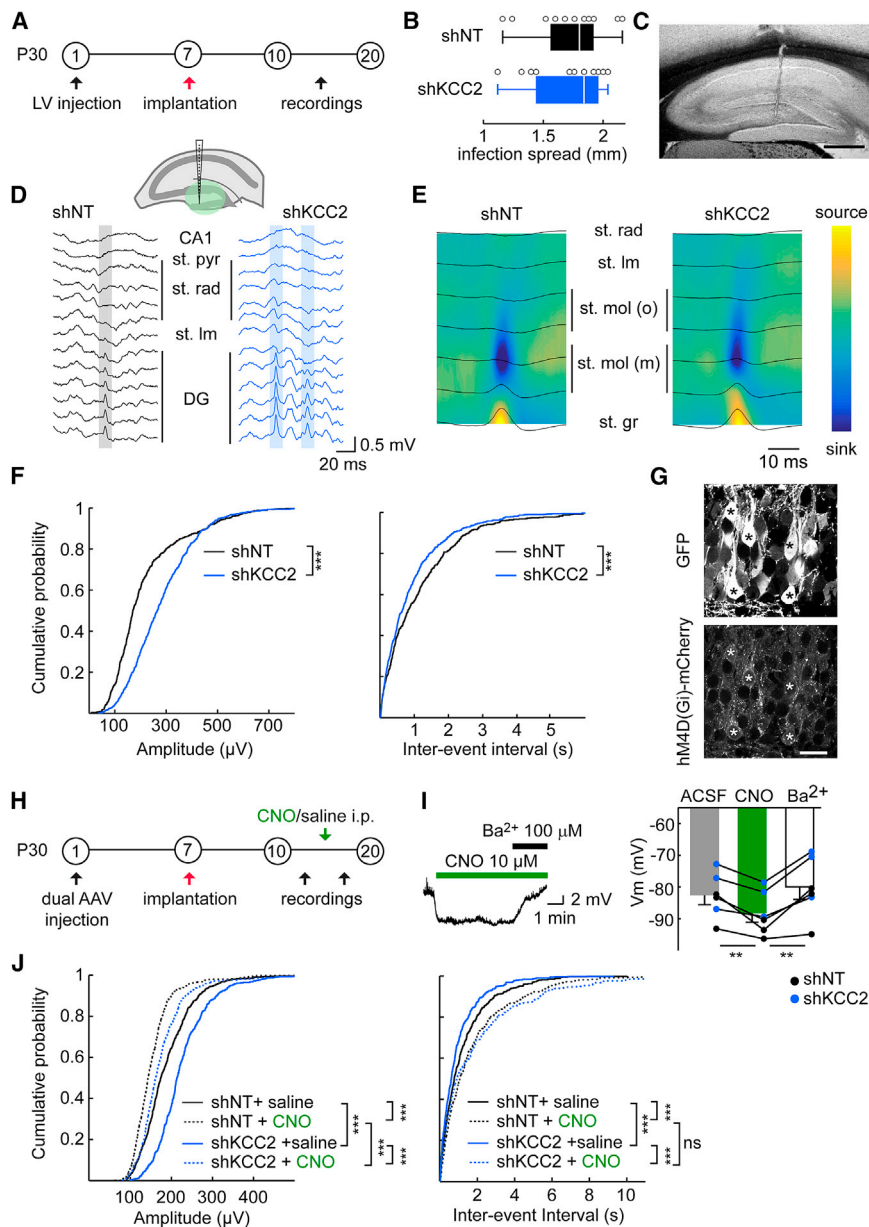 A
P30
1
7
10
20
LV injection
implantation
recordings
B
shNT
shKCC2
1
1.5
2
infection spread (mm)
C
D
shNT
shKCC2
CA1
st. pyr
st. rad
st. lm
DG
0.5 mV
20 ms
E
shNT
shKCC2
source
st. rad
st. lm
st. mol (o)
st. mol (m)
st. gr
sink
10 ms
F
Cumulative probability
1
0.8
0.6
0.4
0.2
shNT
shKCC2
***
100
300
500
700
Amplitude (µV)
shNT
shKCC2
***
1
2
3
4
5
Inter-event interval (s)
G
GFP
* * * * *
hM4D(Gi)-mCherry
* * * * *
H
CNO/saline i.p.
P30
1
7
10
20
dual AAV
injection
implantation
recordings
I
Ba2+ 100 µM
CNO 10 µM
2 mV
1 min
ACSF CNO Ba2+
Vm (mV)
-60
-70
-80
-90
** **
shNT
shKCC2
J
Cumulative probability
1
0.8
0.6
0.4
0.2
shNT+ saline
shNT + CNO
shKCC2 +saline
shKCC2 + CNO
***
***
***
***
100
200
300
400
Amplitude (µV)
shNT+ saline
shNT + CNO
shKCC2 +saline
shKCC2 + CNO
***
***
***
ns
2
4
6
8
10
Inter-event Interval (s)